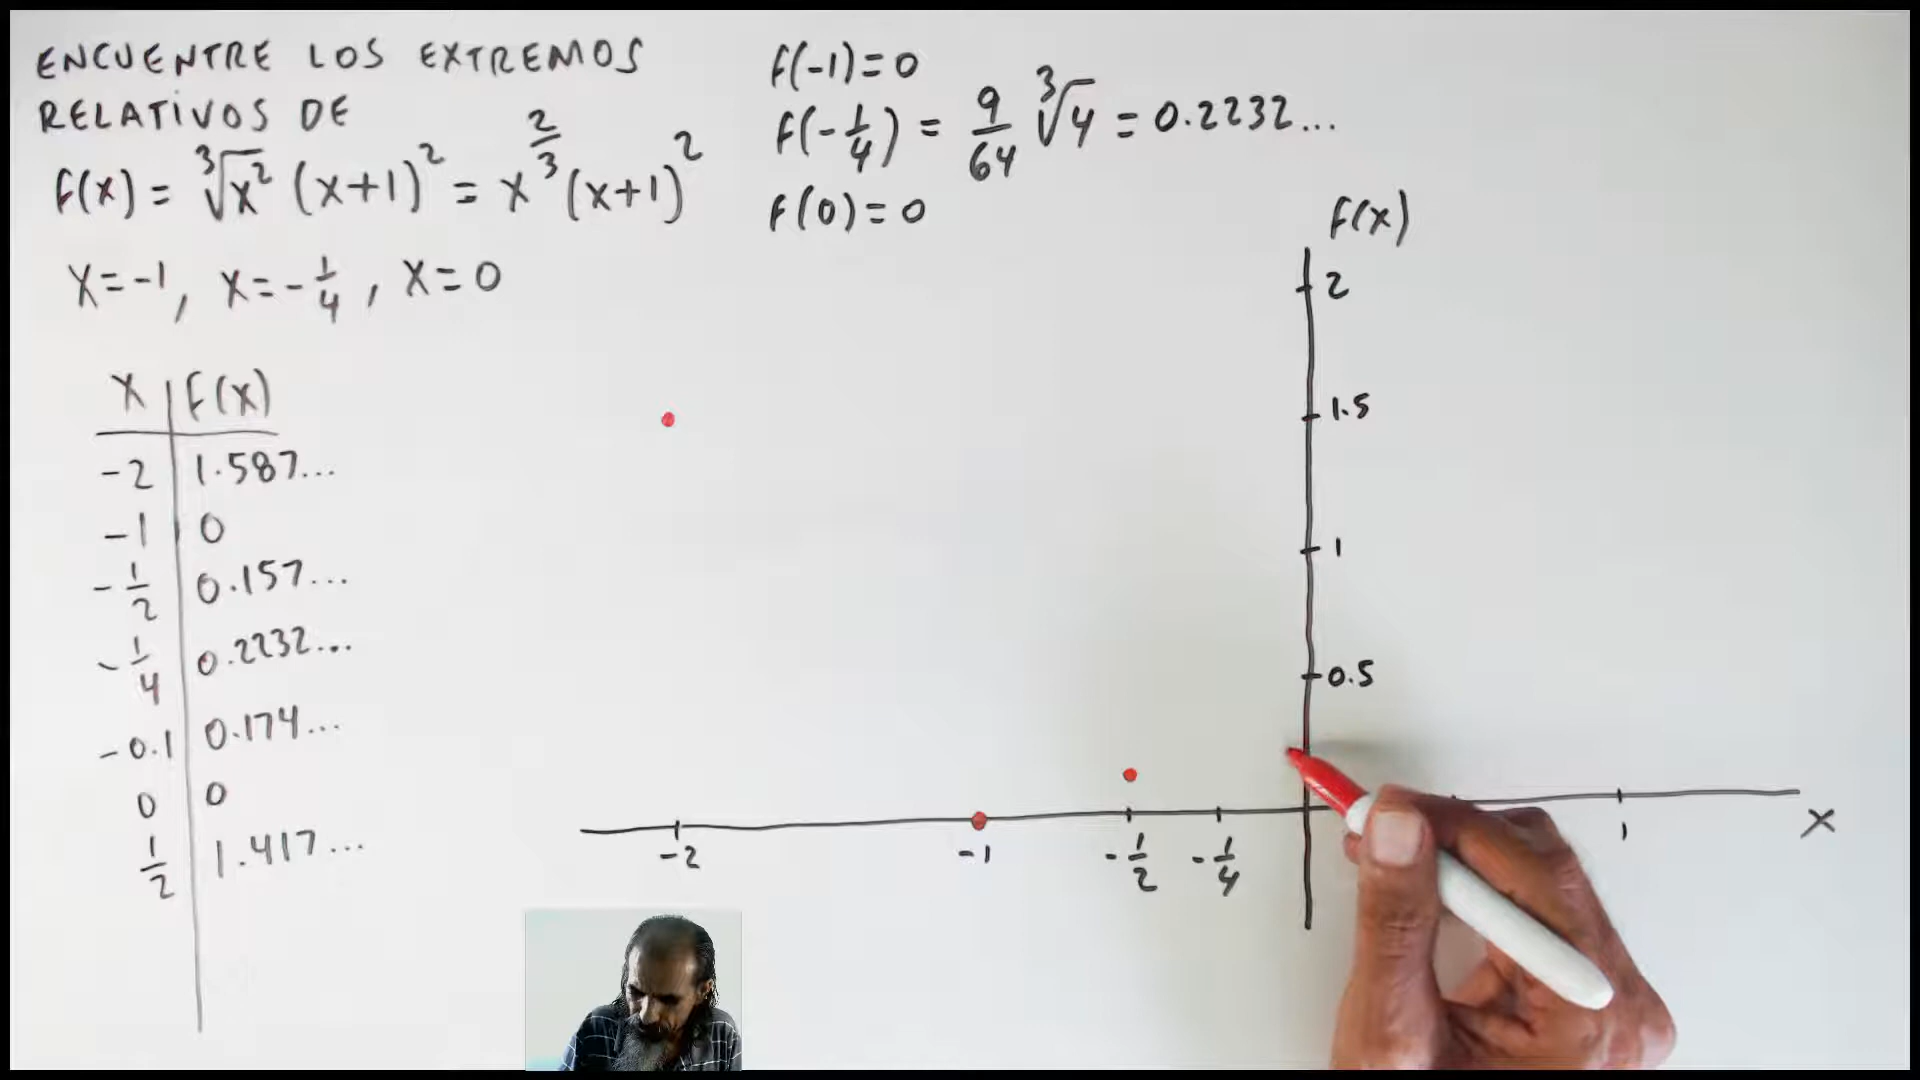 ENCUENTRE LOS EXTREMOS
RELATIVOS DE
f(x) = ∛x² (x+1)² = x^(2/3) (x+1)²
x=-1, x=-1/4, x=0
f(-1)=0
f(-1/4) = 9/64 ∛4 = 0.2232...
f(0)=0
x | f(x)
-2 | 1.587...
-1 | 0
-1/2 | 0.157...
-1/4 | 0.2232...
-0.1 | 0.174...
0 | 0
1/2 | 1.417...
f(x)
2
1.5
1
0.5
-2 -1 -1/2 -1/4 1 x